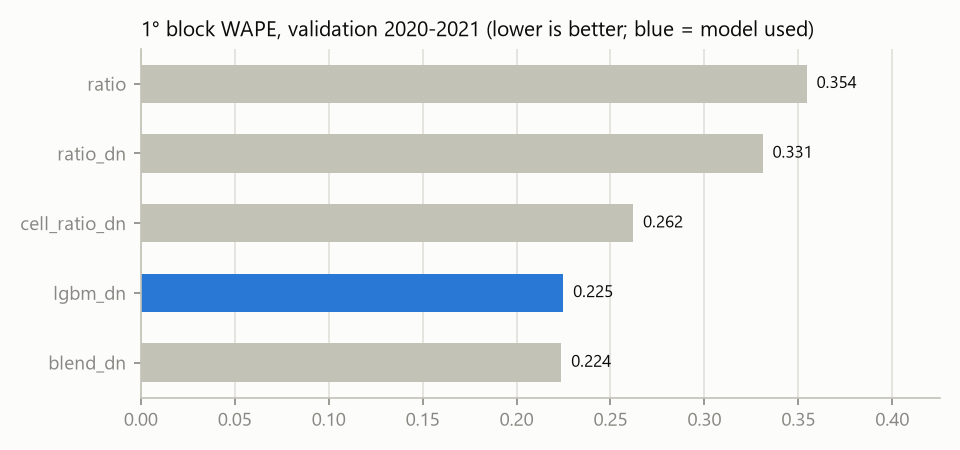 1° block WAPE, validation 2020-2021 (lower is better; blue = model used)
ratio 0.354
ratio_dn 0.331
cell_ratio_dn 0.262
lgbm_dn 0.225
blend_dn 0.224
0.00 0.05 0.10 0.15 0.20 0.25 0.30 0.35 0.40